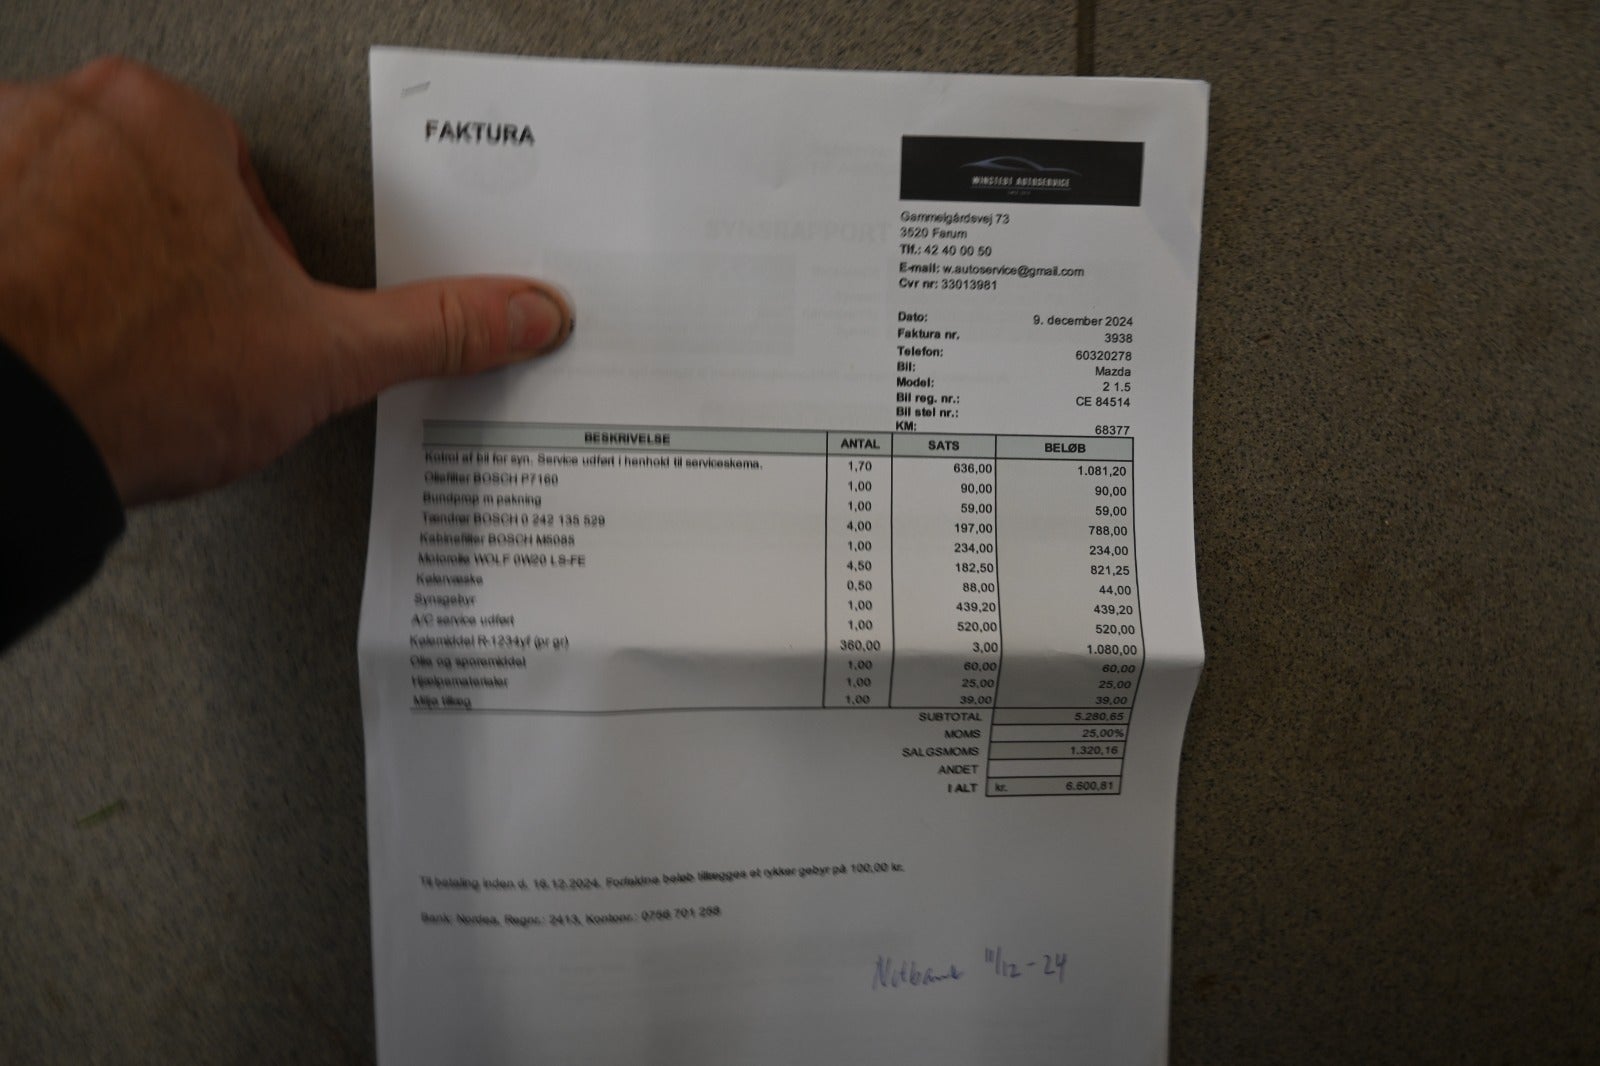 FAKTURA
WINSTEDT AUTOSERVICE
Gammelgårdsvej 73
3520 Farum
Tlf.: 42 40 00 50
E-mail: w.autoservice@gmail.com
Cvr nr: 33013981
Dato: 9. december 2024
Faktura nr. 3938
Telefon: 60320278
Bil: Mazda
Model: 2 1.5
Bil reg. nr.: CE 84514
Bil stel nr.:
KM: 68377
BESKRIVELSE ANTAL SATS BELØB
Kotrol af bil for syn. Service udført i henhold til serviceskema. 1,70 636,00 1.081,20
Oliefilter BOSCH P7160 1,00 90,00 90,00
Bundprop m pakning 1,00 59,00 59,00
Tændrør BOSCH 0 242 135 529 4,00 197,00 788,00
Kabinefilter BOSCH M5085 1,00 234,00 234,00
Motorolie WOLF 0W20 LS-FE 4,50 182,50 821,25
Kølervæske 0,50 88,00 44,00
Synsgebyr 1,00 439,20 439,20
A/C service udført 1,00 520,00 520,00
Kølemiddel R-1234yf (pr gr) 360,00 3,00 1.080,00
Olie og sporemiddel 1,00 60,00 60,00
Hjælpematerialer 1,00 25,00 25,00
Miljø tillæg 1,00 39,00 39,00
SUBTOTAL 5.280,65
MOMS 25,00%
SALGSMOMS 1.320,16
ANDET
I ALT kr. 6.600,81
Til betaling inden d. 16.12.2024. Forfaldne beløb tillægges et rykker gebyr på 100,00 kr.
Bank: Nordea, Regnr.: 2413, Kontonr.: 0756 701 258
Netbank 11/12-24